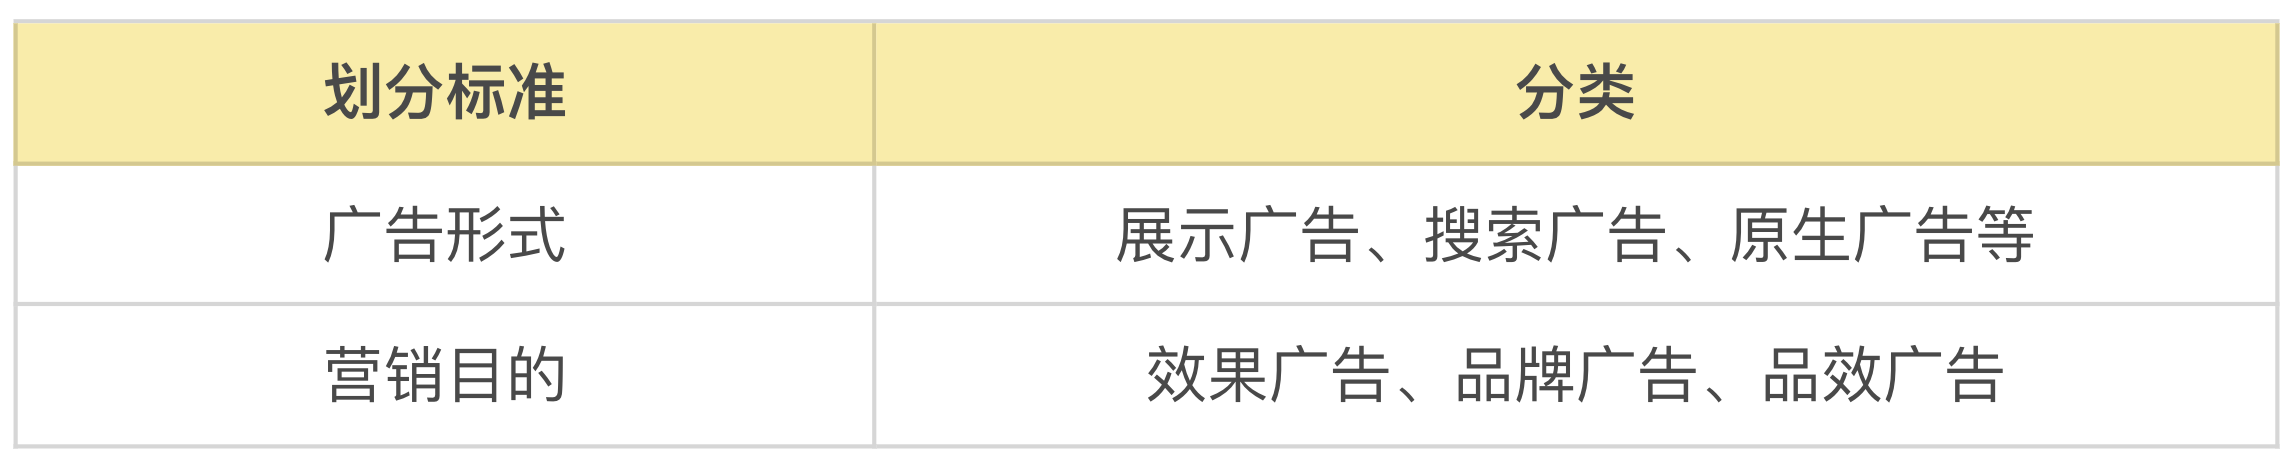 划分标准 分类
广告形式 展示广告、搜索广告、原生广告等
营销目的 效果广告、品牌广告、品效广告